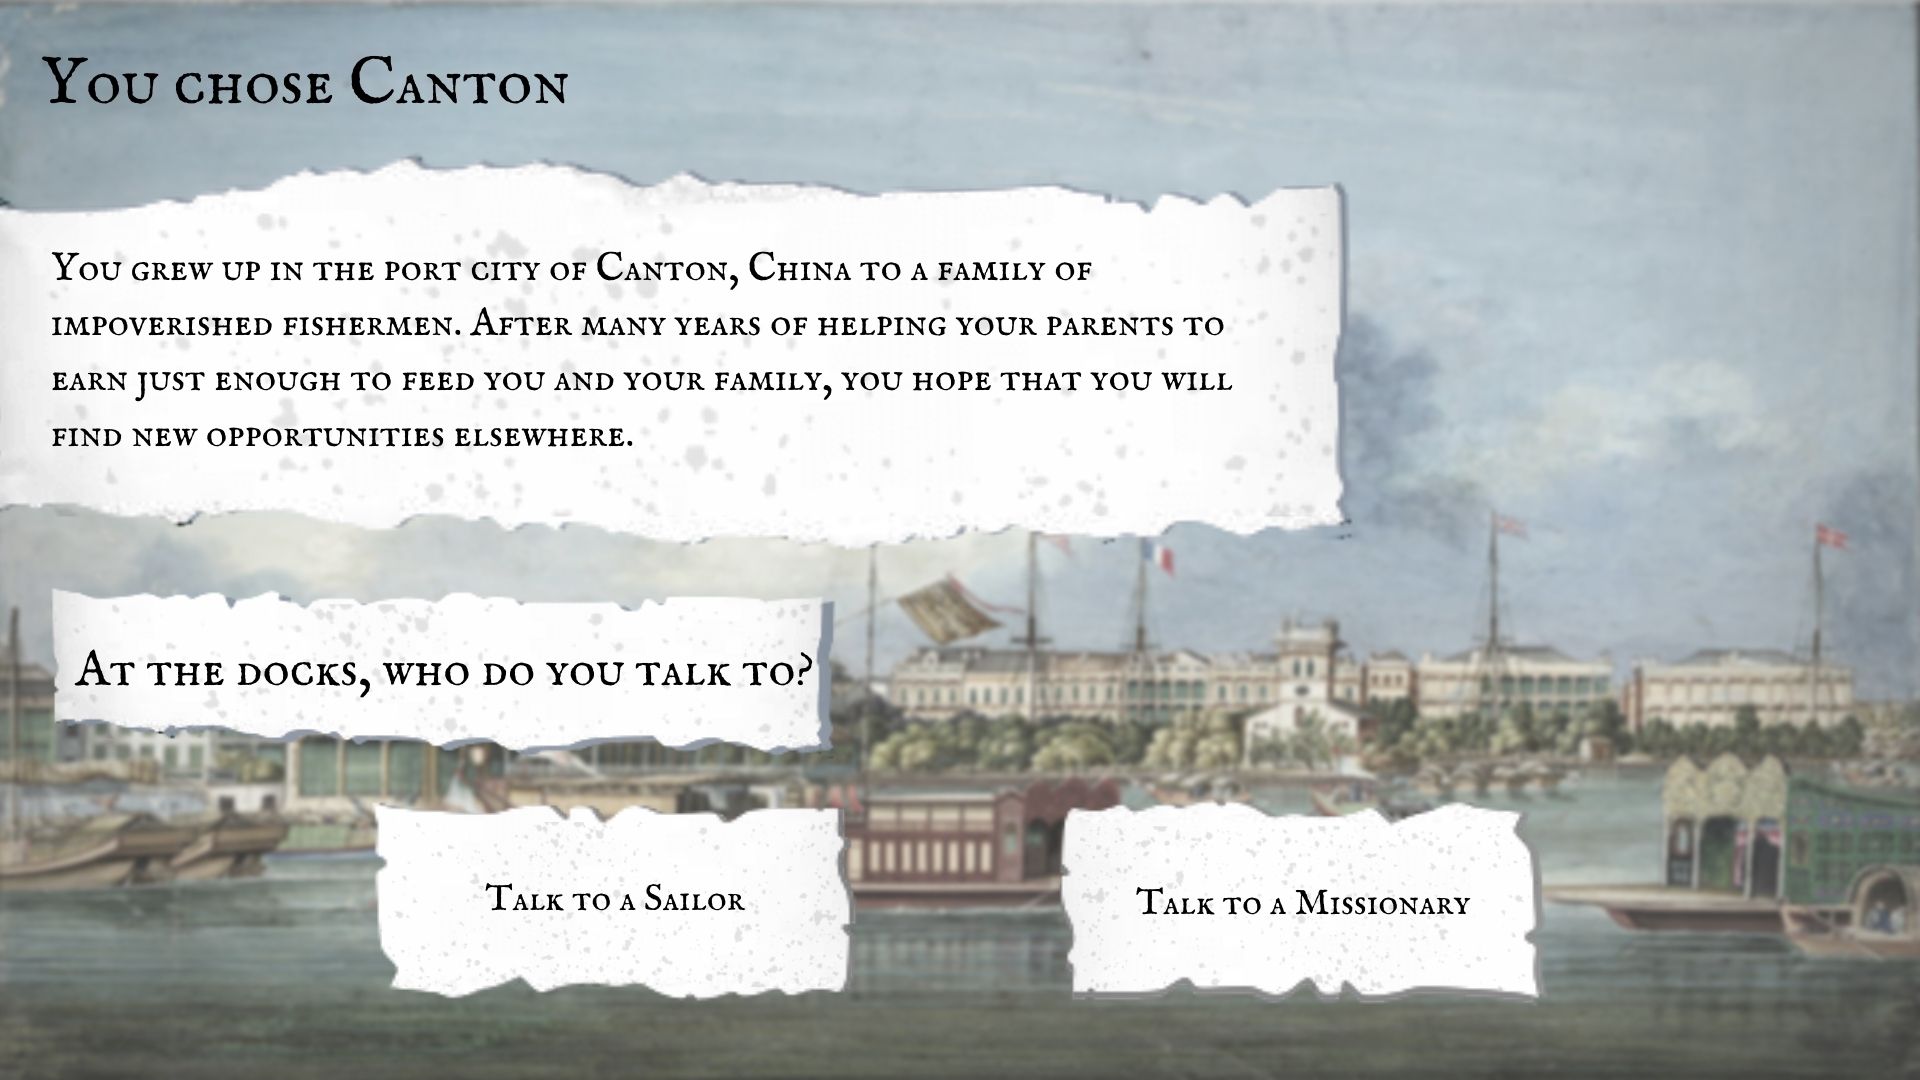 You chose Canton
You grew up in the port city of Canton, China to a family of
impoverished fishermen. After many years of helping your parents to
earn just enough to feed you and your family, you hope that you will
find new opportunities elsewhere.
At the docks, who do you talk to?
Talk to a Sailor
Talk to a Missionary